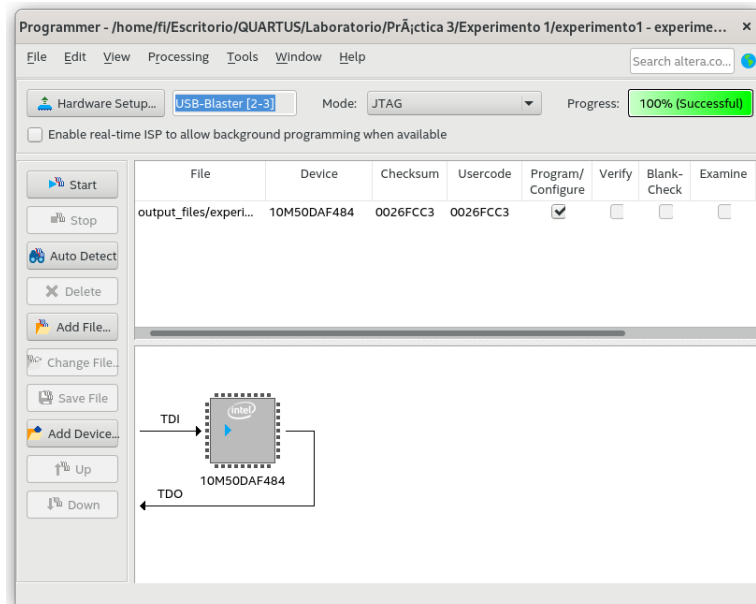 Programmer - /home/fi/Escritorio/QUARTUS/Laboratorio/PrÃ¡ctica 3/Experimento 1/experimento1 - experime...
File Edit View Processing Tools Window Help
Search altera.co...
Hardware Setup... USB-Blaster [2-3] Mode: JTAG Progress: 100% (Successful)
Enable real-time ISP to allow background programming when available
Start
Stop
Auto Detect
Delete
Add File...
Change File..
Save File
Add Device..
Up
Down
File Device Checksum Usercode Program/ Configure Verify Blank- Check Examine
output_files/experi... 10M50DAF484 0026FCC3 0026FCC3
intel
TDI
10M50DAF484
TDO